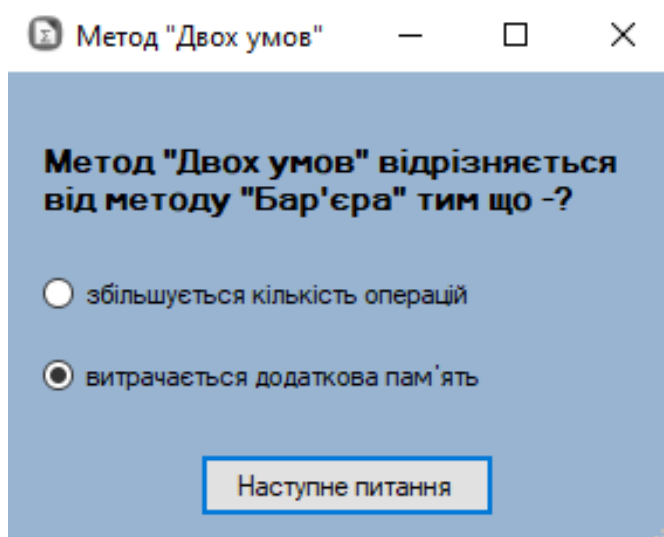 Метод "Двох умов"
Метод "Двох умов" відрізняється
від методу "Бар'єра" тим що -?
збільшується кількість операцій
витрачається додаткова пам'ять
Наступне питання